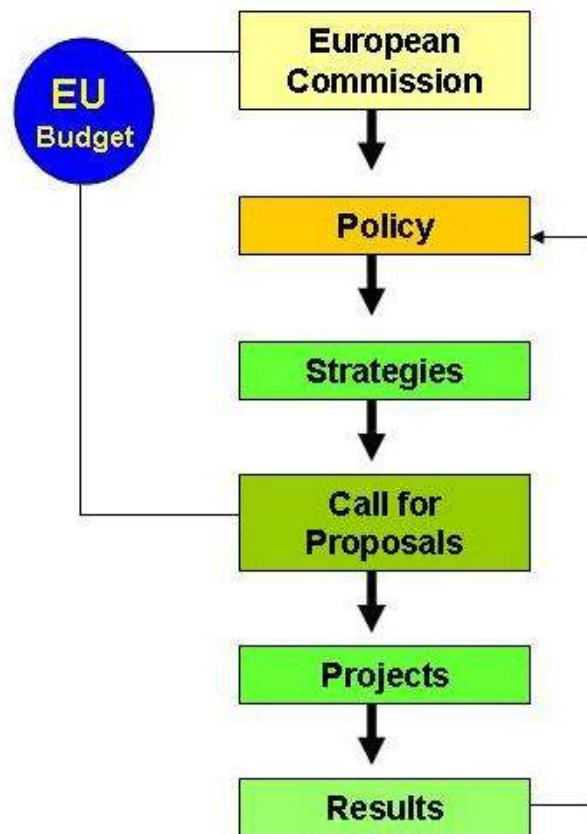 European
Commission
EU
Budget
Policy
Strategies
Call for
Proposals
Projects
Results